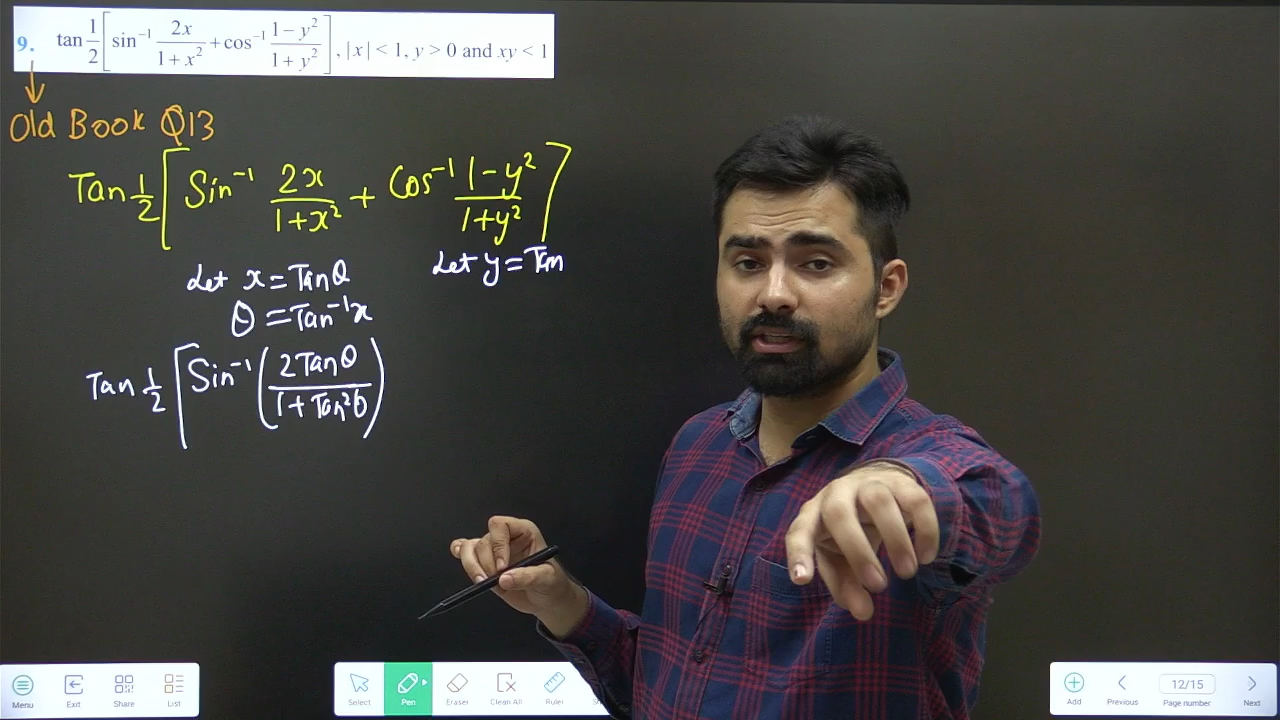 9. tan 1/2 [ sin⁻¹ 2x/(1+x²) + cos⁻¹ (1−y²)/(1+y²) ], |x| < 1, y > 0 and xy < 1
Old Book Q13
Tan 1/2 [ Sin⁻¹ 2x/(1+x²) + Cos⁻¹ (1−y²)/(1+y²) ]
Let x = Tanθ
Let y = Tan
θ = Tan⁻¹x
Tan 1/2 [ Sin⁻¹ ( 2Tanθ/(1+Tan²θ) )
Menu
Exit
Share
List
Select
Pen
Eraser
Clean All
Ruler
Add
Previous
12/15
Page number
Next